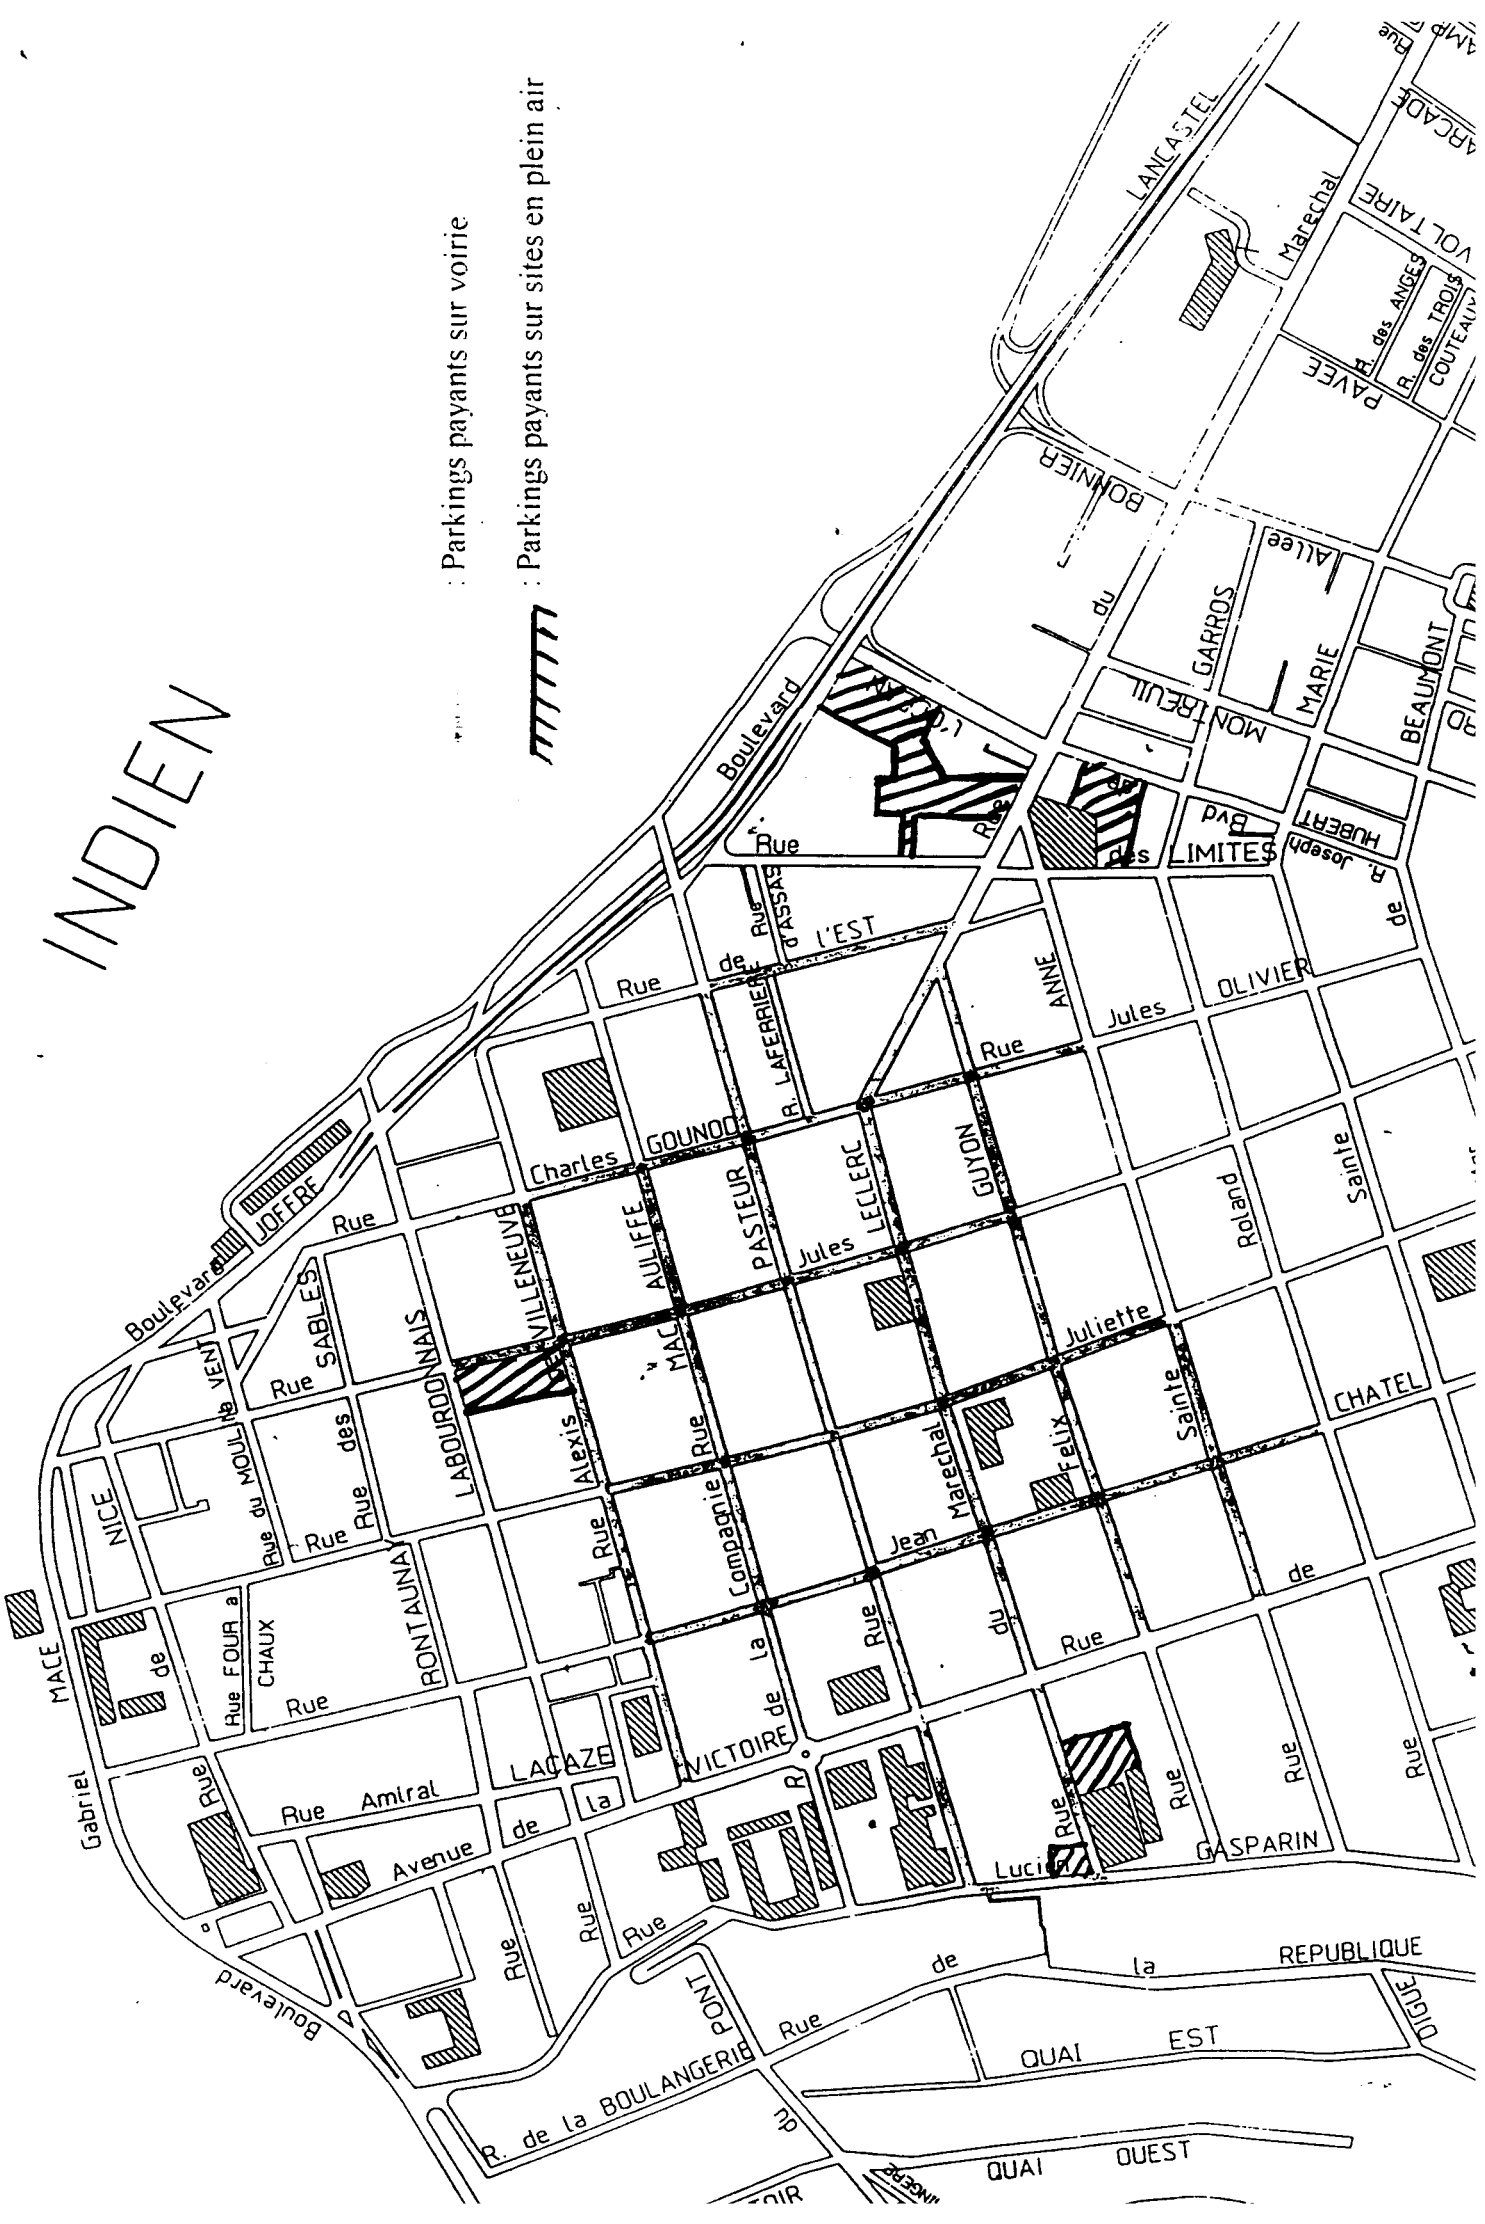 INDIEN
: Parkings payants sur voirie
: Parkings payants sur sites en plein air
LANCASTEL
Rue
ARCADE
Marechal
VOLTAIRE
R. des ANGES
R. des TROIS
COUTEAUX
PAVEE
BONNIER
Allée
du
GARROS
MARIE
MONTREUIL
BEAUMONT
Boulevard
L'OCEAN
Rue
Bvd
HUBERT
R. Joseph
Rue
des LIMITES
de
Rue
d'ASSAS
Rue de l'EST
ANNE
OLIVIER
Jules
Rue
R. LAFERRIERE
GOUNOD
Charles
Rue
JOFFRE
Boulevard
PASTEUR
LECLERC
GUYON
AULIFFE
VILLENEUVE
DE
MAC
Jules
Roland
Sainte
SABLES
LABOURDONNAIS
Juliette
VENT
Rue
des
Rue
Rue du MOULIN
Alexis
Rue
Marechal
FELIX
Sainte
CHATEL
NICE
Rue
Rue
Compagnie
Jean
de
RONTAUNAY
Rue FOUR a
CHAUX
MACE
de
Rue
la
de
Rue
du
Rue
LACAZE
VICTOIRE
R.
Gabriel
Rue
Rue Amiral
Avenue de la
Rue
Rue
Rue
Rue
Lucien
GASPARIN
Rue
Rue
Rue
Boulevard
Rue de la REPUBLIQUE
PONT
du
DIGUE
QUAI EST
R. de la BOULANGERIE
QUAI OUEST